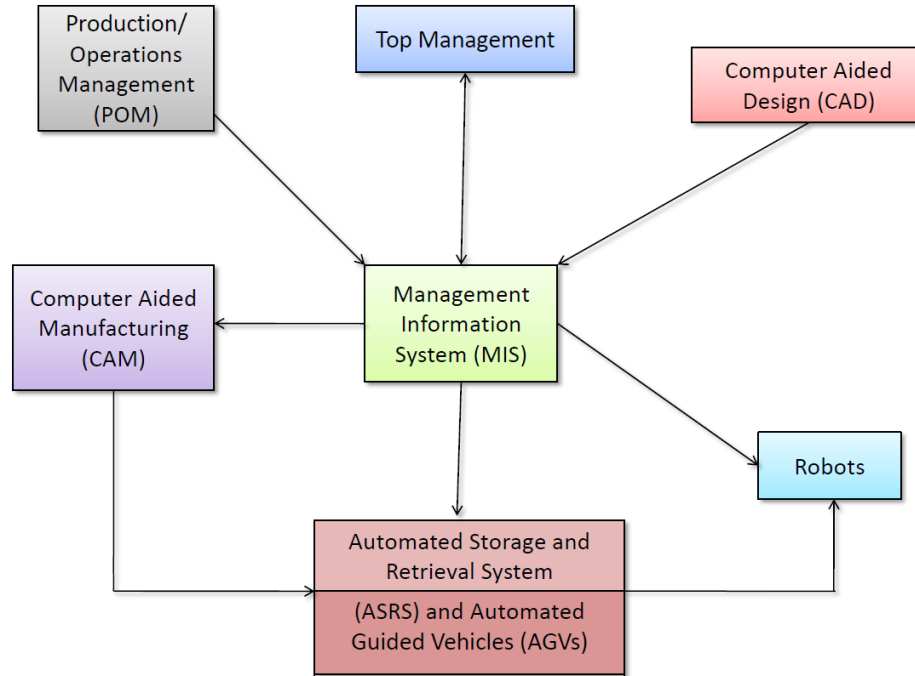 Production/
Operations
Management
(POM)
Top Management
Computer Aided
Design (CAD)
Computer Aided
Manufacturing
(CAM)
Management
Information
System (MIS)
Robots
Automated Storage and
Retrieval System
(ASRS) and Automated
Guided Vehicles (AGVs)